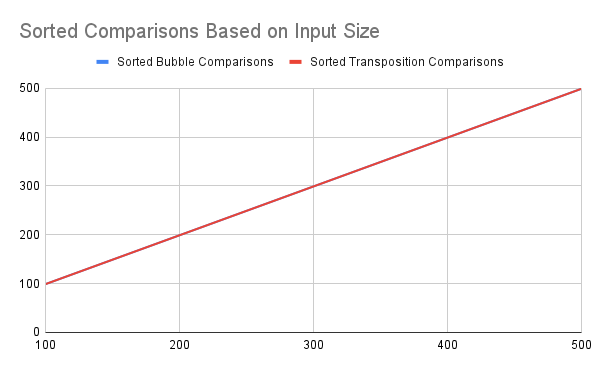 Sorted Comparisons Based on Input Size
Sorted Bubble Comparisons Sorted Transposition Comparisons
500
400
300
200
100
0
100 200 300 400 500